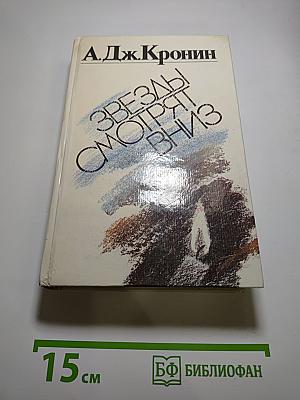 А.Дж.Кронин
ЗВЕЗДЫ
СМОТРЯТ
ВНИЗ
15 см
БФ БИБЛИОФАН